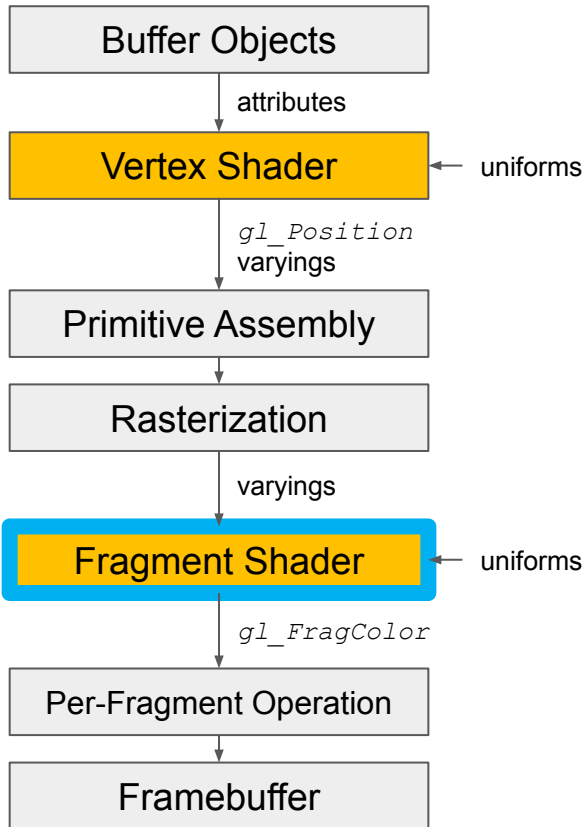 Buffer Objects
attributes
Vertex Shader
uniforms
gl_Position
varyings
Primitive Assembly
Rasterization
varyings
Fragment Shader
uniforms
gl_FragColor
Per-Fragment Operation
Framebuffer